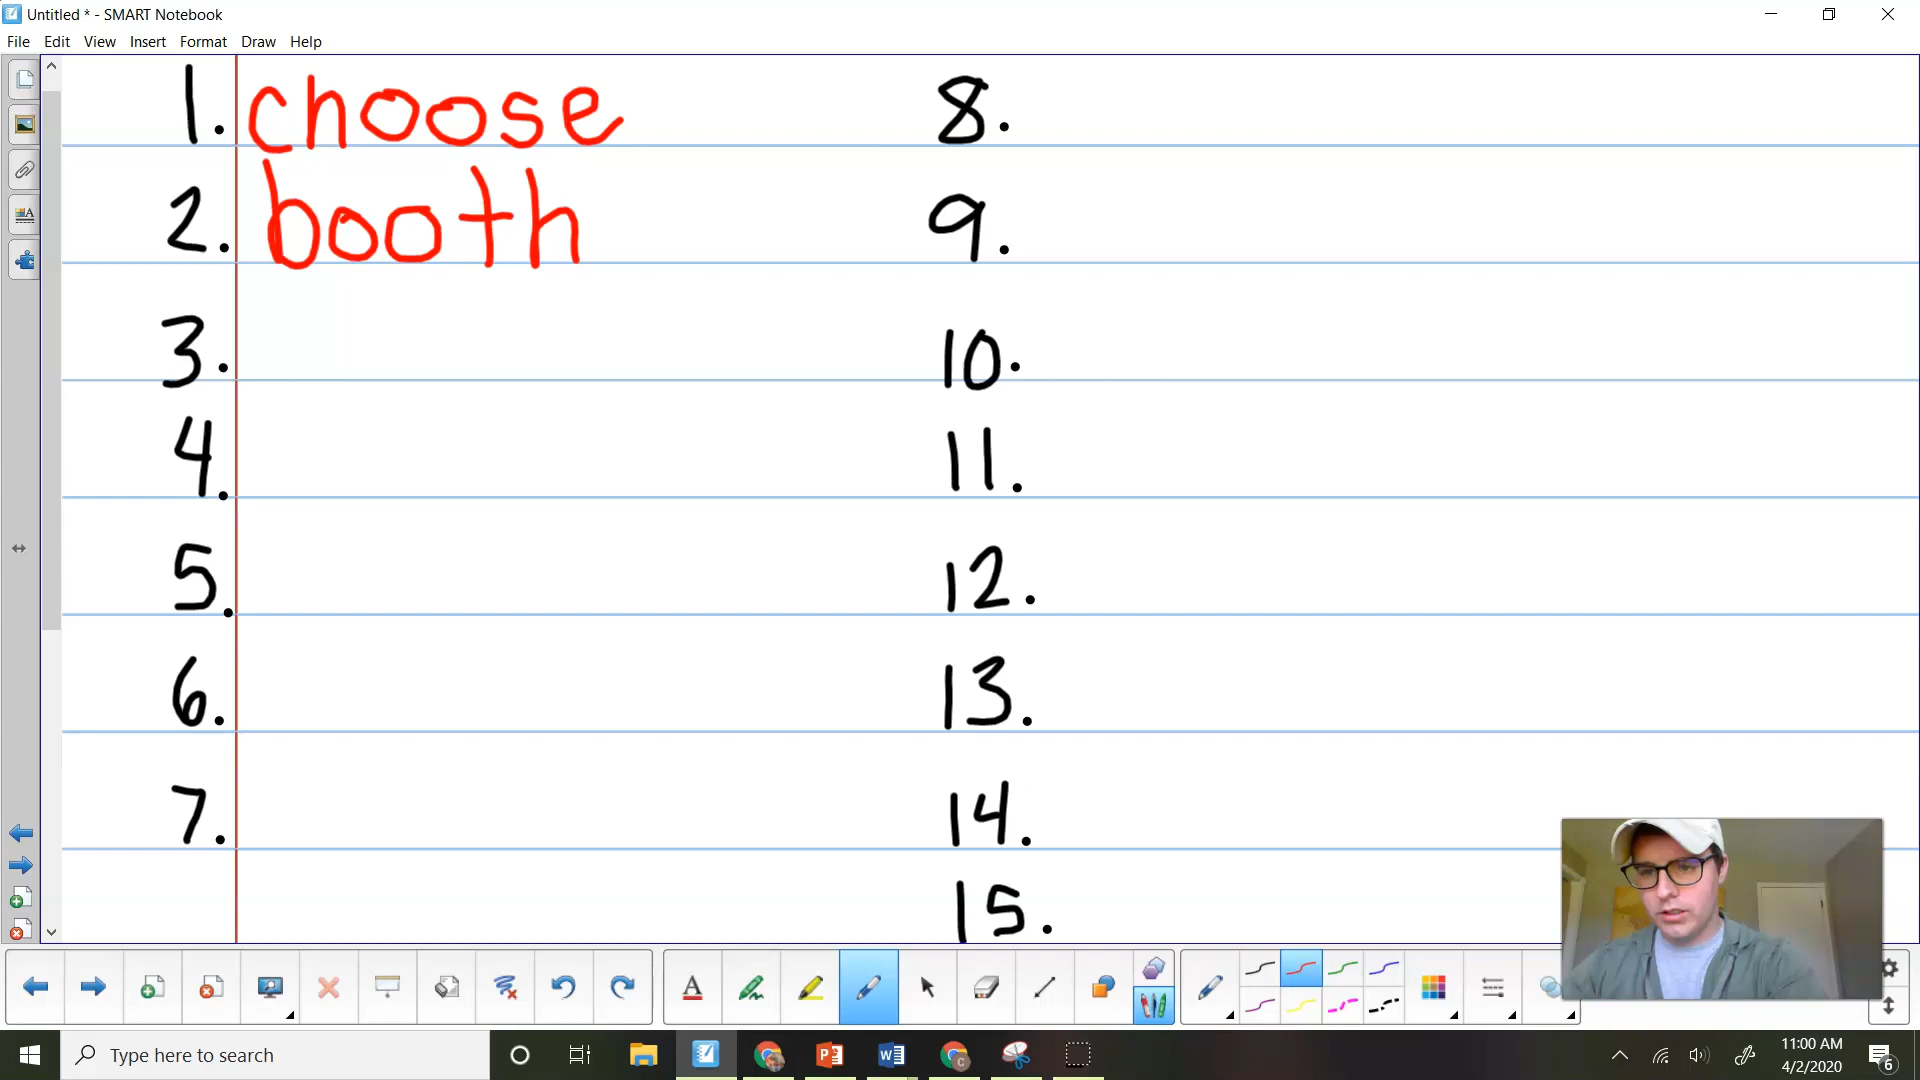 Untitled * - SMART Notebook
File Edit View Insert Format Draw Help
1. choose
2. booth
3.
4.
5.
6.
7.
8.
9.
10.
11.
12.
13.
14.
15.
Type here to search
11:00 AM
4/2/2020
6